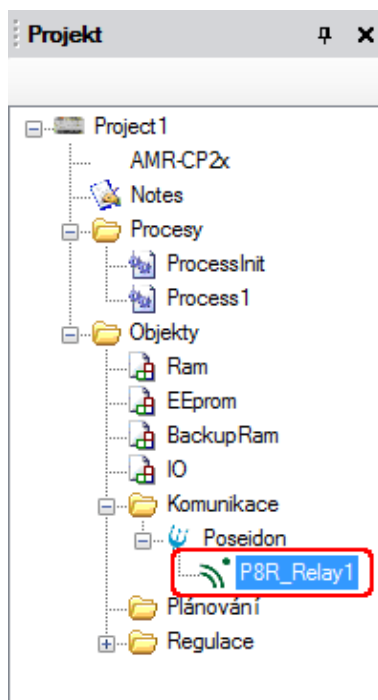 Projekt
Project1
AMR-CP2x
Notes
Procesy
ProcessInit
Process1
Objekty
Ram
EEprom
BackupRam
IO
Komunikace
Poseidon
P8R_Relay1
Plánování
Regulace